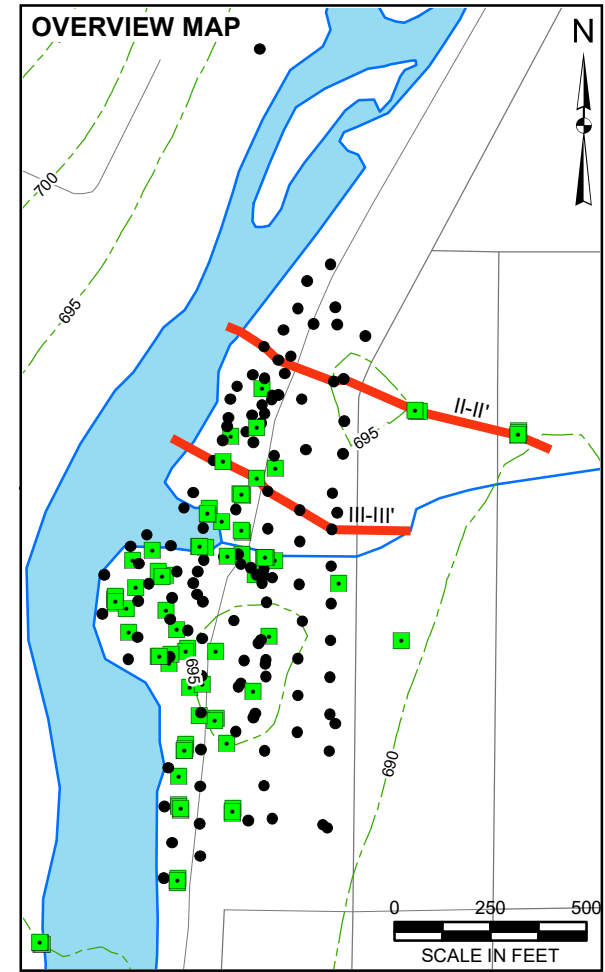 OVERVIEW MAP
N
700
695
II-II'
695
III-III'
695
690
0 250 500
SCALE IN FEET